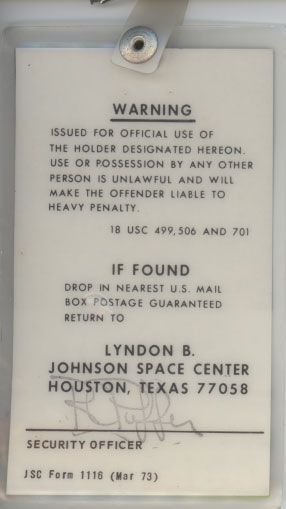 WARNING
ISSUED FOR OFFICIAL USE OF
THE HOLDER DESIGNATED HEREON.
USE OR POSSESSION BY ANY OTHER
PERSON IS UNLAWFUL AND WILL
MAKE THE OFFENDER LIABLE TO
HEAVY PENALTY.
18 USC 499,506 AND 701
IF FOUND
DROP IN NEAREST U.S. MAIL
BOX POSTAGE GUARANTEED
RETURN TO
LYNDON B.
JOHNSON SPACE CENTER
HOUSTON, TEXAS 77058
SECURITY OFFICER
JSC Form 1116 (Mar 73)